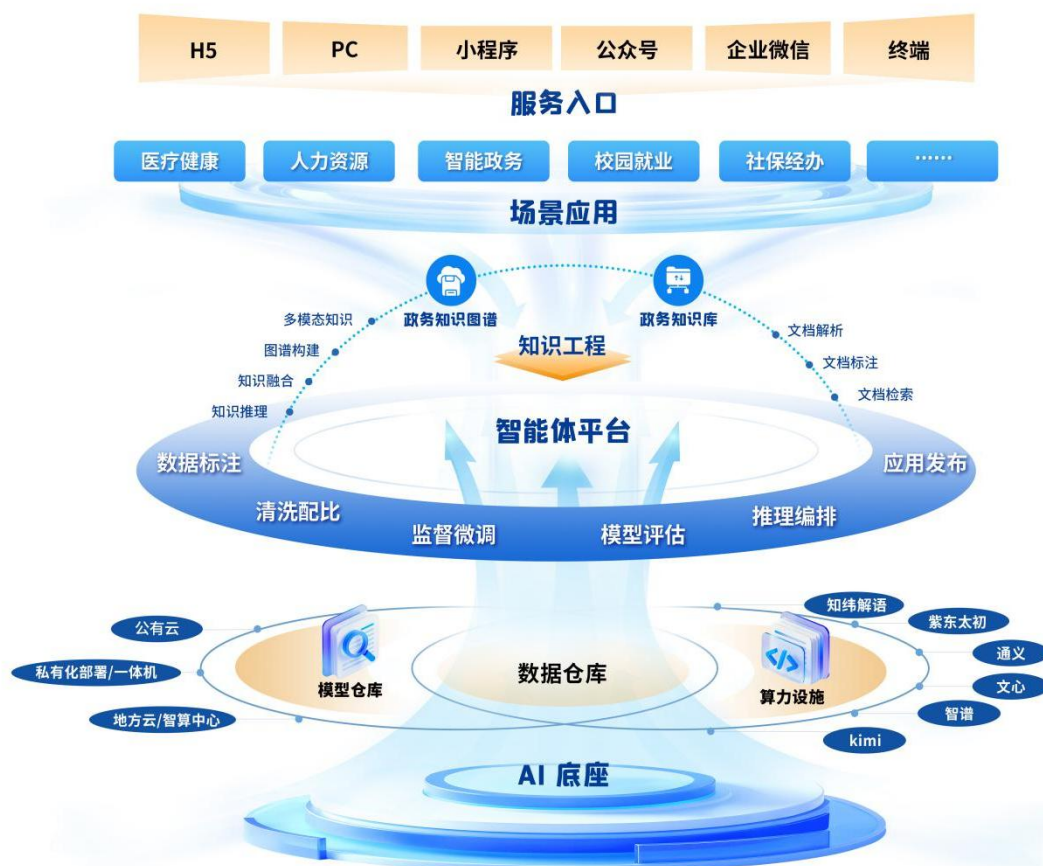 H5
PC
小程序
公众号
企业微信
终端
服务入口
医疗健康
人力资源
智能政务
校园就业
社保经办
……
场景应用
政务知识图谱
政务知识库
多模态知识
图谱构建
知识融合
知识推理
知识工程
文档解析
文档标注
文档检索
智能体平台
数据标注
清洗配比
监督微调
模型评估
推理编排
应用发布
公有云
私有化部署/一体机
地方云/智算中心
模型仓库
数据仓库
算力设施
知纬解语
紫东太初
通义
文心
智谱
kimi
AI 底座